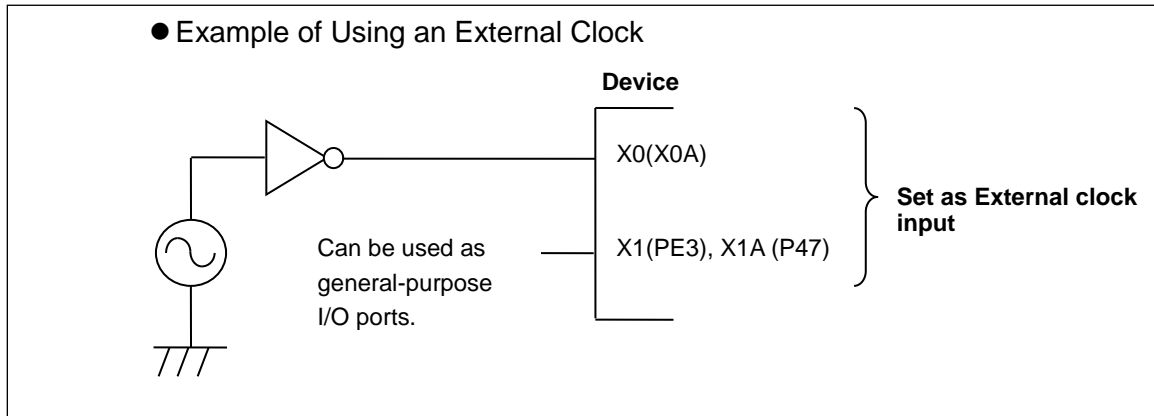 ● Example of Using an External Clock
Device
X0(X0A)
Set as External clock
input
Can be used as
general-purpose
I/O ports.
X1(PE3), X1A (P47)